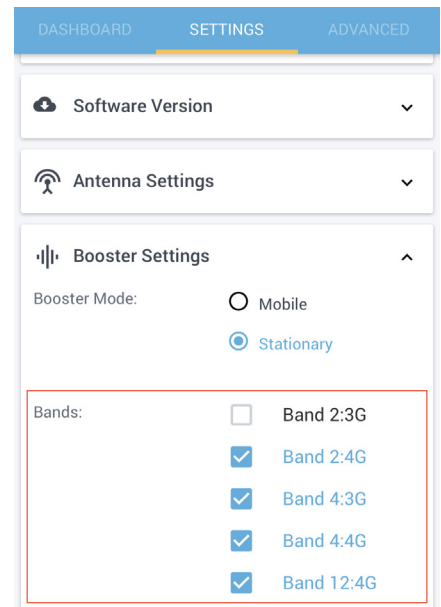 DASHBOARD SETTINGS ADVANCED
Software Version
Antenna Settings
Booster Settings
Booster Mode: Mobile
Stationary
Bands: Band 2:3G
Band 2:4G
Band 4:3G
Band 4:4G
Band 12:4G